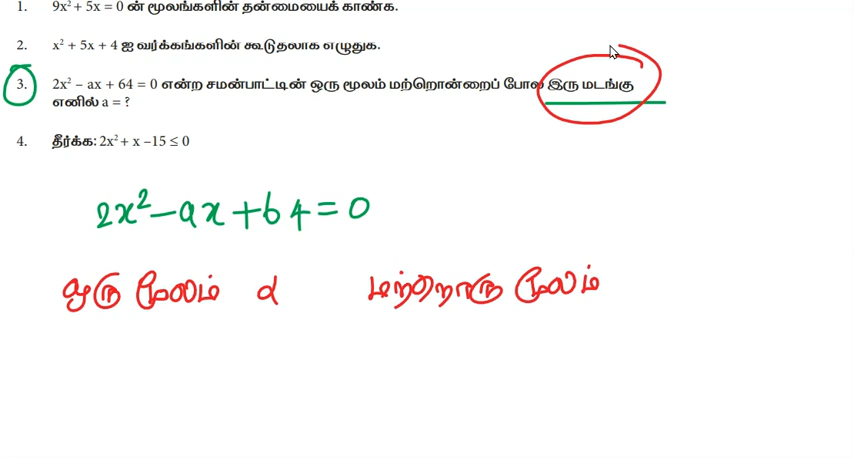 1. 9x² + 5x = 0 ன் மூலங்களின் தன்மையைக் காண்க.
2. x² + 5x + 4 ஐ வர்க்கங்களின் கூடுதலாக எழுதுக.
3. 2x² – ax + 64 = 0 என்ற சமன்பாட்டின் ஒரு மூலம் மற்றொன்றைப் போல இரு மடங்கு
எனில் a = ?
4. தீர்க்க: 2x² + x –15 ≤ 0
2x² – ax + 64 = 0
ஒரு மூலம் α மற்றொரு மூலம்